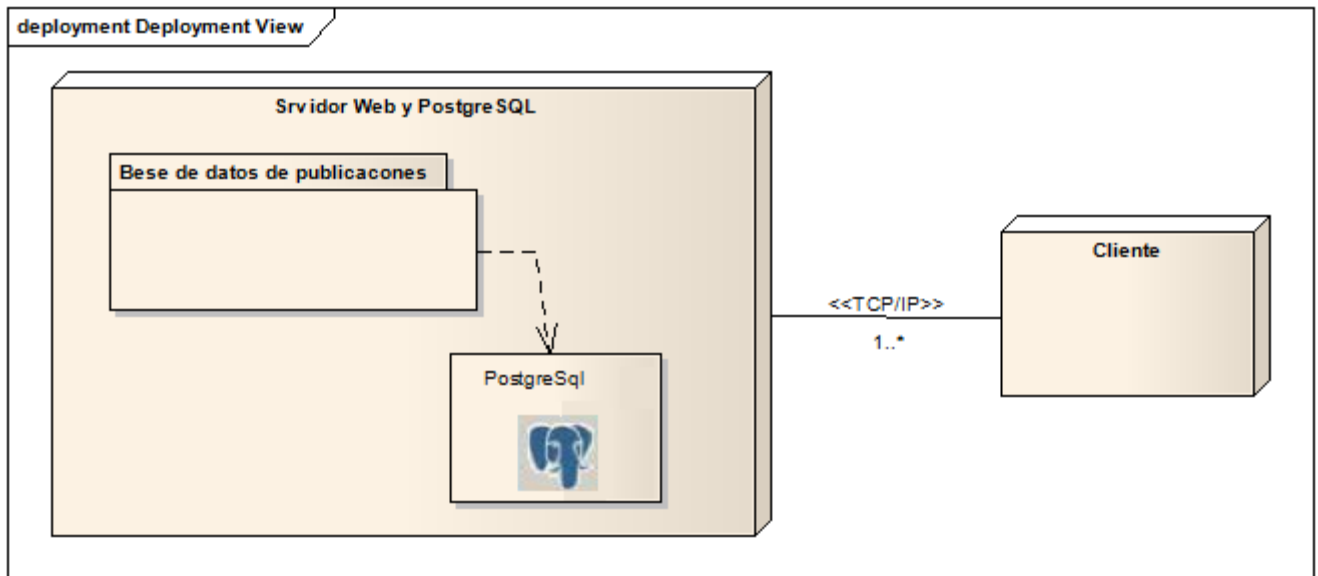 deployment Deployment View
Srvidor Web y PostgreSQL
Bese de datos de publicacones
PostgreSql
Cliente
<<TCP/IP>>
1..*